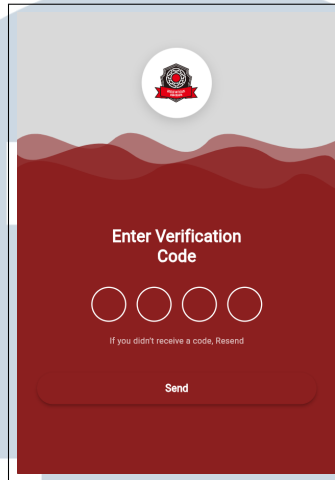 Enter Verification
Code
If you didn't receive a code, Resend
Send